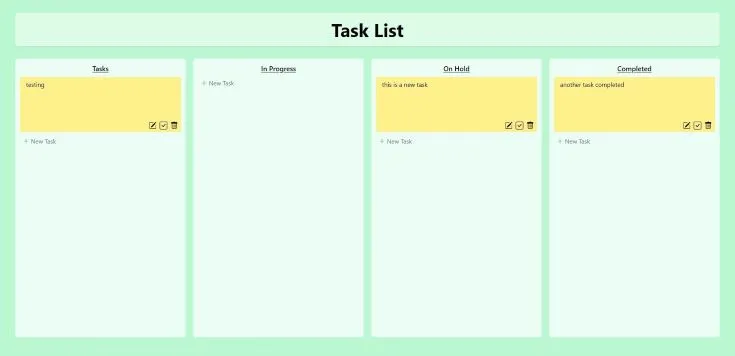 Task List
Tasks
testing
+ New Task
In Progress
+ New Task
On Hold
this is a new task
+ New Task
Completed
another task completed
+ New Task